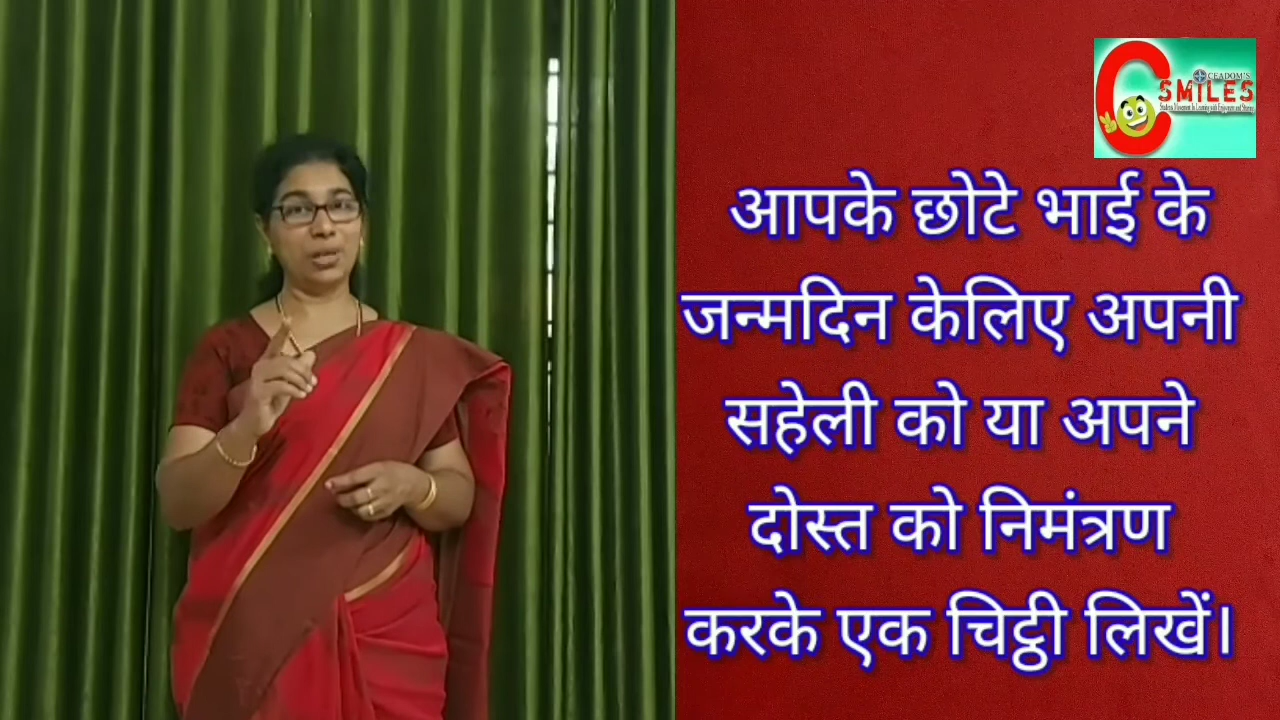 CEADOM'S
SMILES
आपके छोटे भाई के
जन्मदिन केलिए अपनी
सहेली को या अपने
दोस्त को निमंत्रण
करके एक चिट्ठी लिखें।